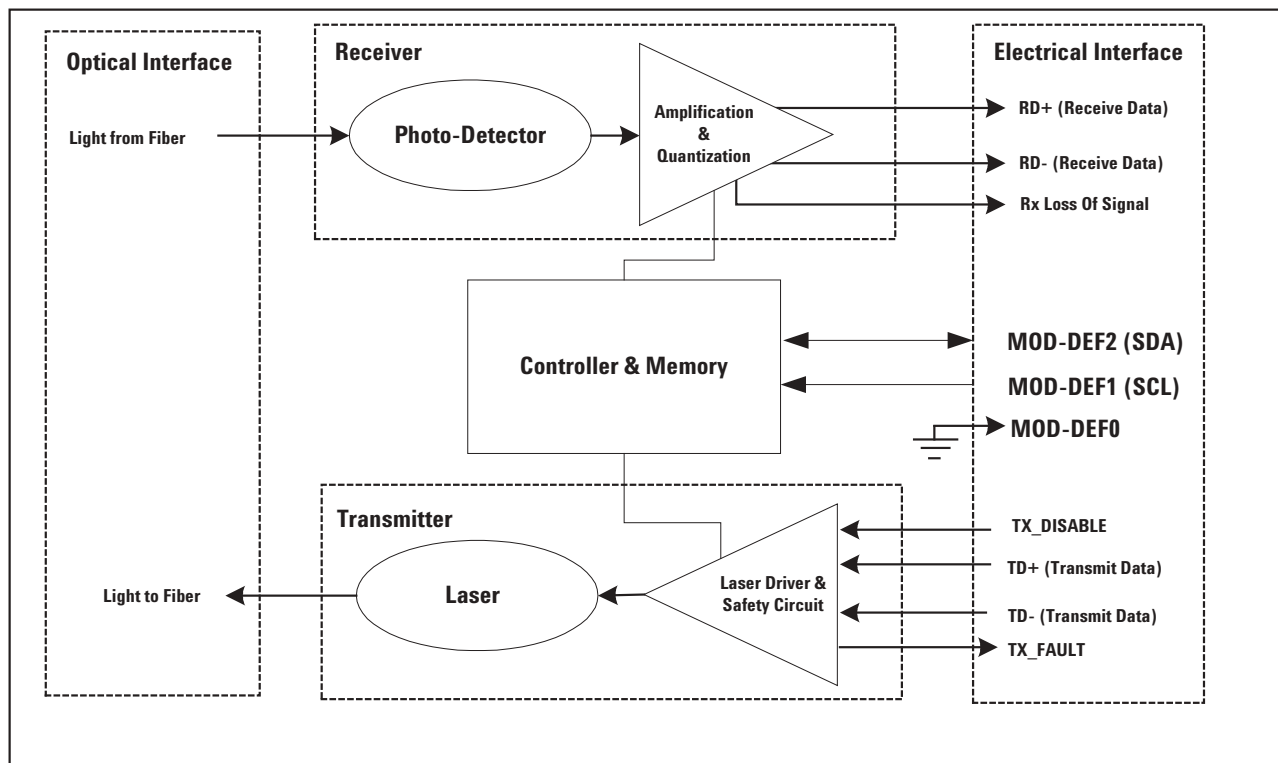 Optical Interface
Light from Fiber
Light to Fiber
Receiver
Photo-Detector
Amplification
&
Quantization
Controller & Memory
Transmitter
Laser
Laser Driver &
Safety Circuit
Electrical Interface
RD+ (Receive Data)
RD- (Receive Data)
Rx Loss Of Signal
MOD-DEF2 (SDA)
MOD-DEF1 (SCL)
MOD-DEF0
TX_DISABLE
TD+ (Transmit Data)
TD- (Transmit Data)
TX_FAULT